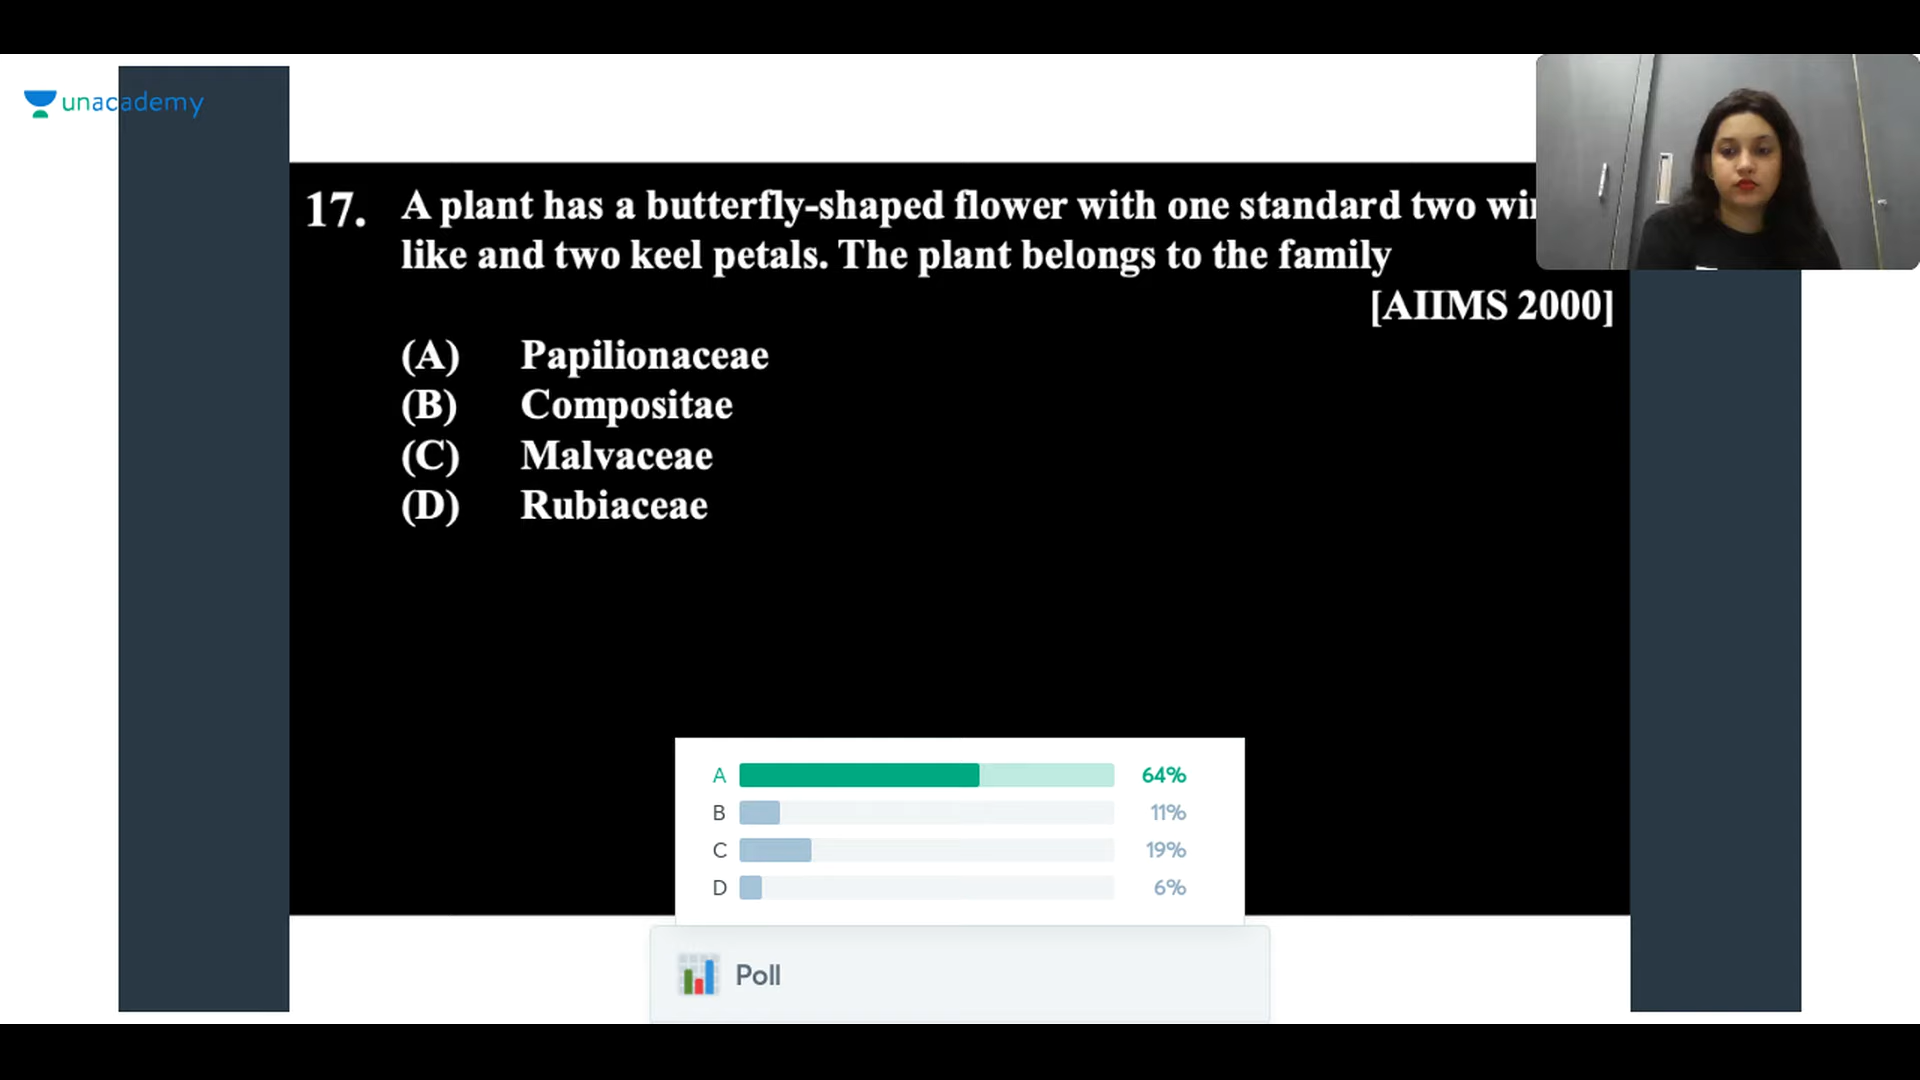 unacademy
17. A plant has a butterfly-shaped flower with one standard two
like and two keel petals. The plant belongs to the family
[AIIMS 2000]
(A) Papilionaceae
(B) Compositae
(C) Malvaceae
(D) Rubiaceae
A 64%
B 11%
C 19%
D 6%
Poll